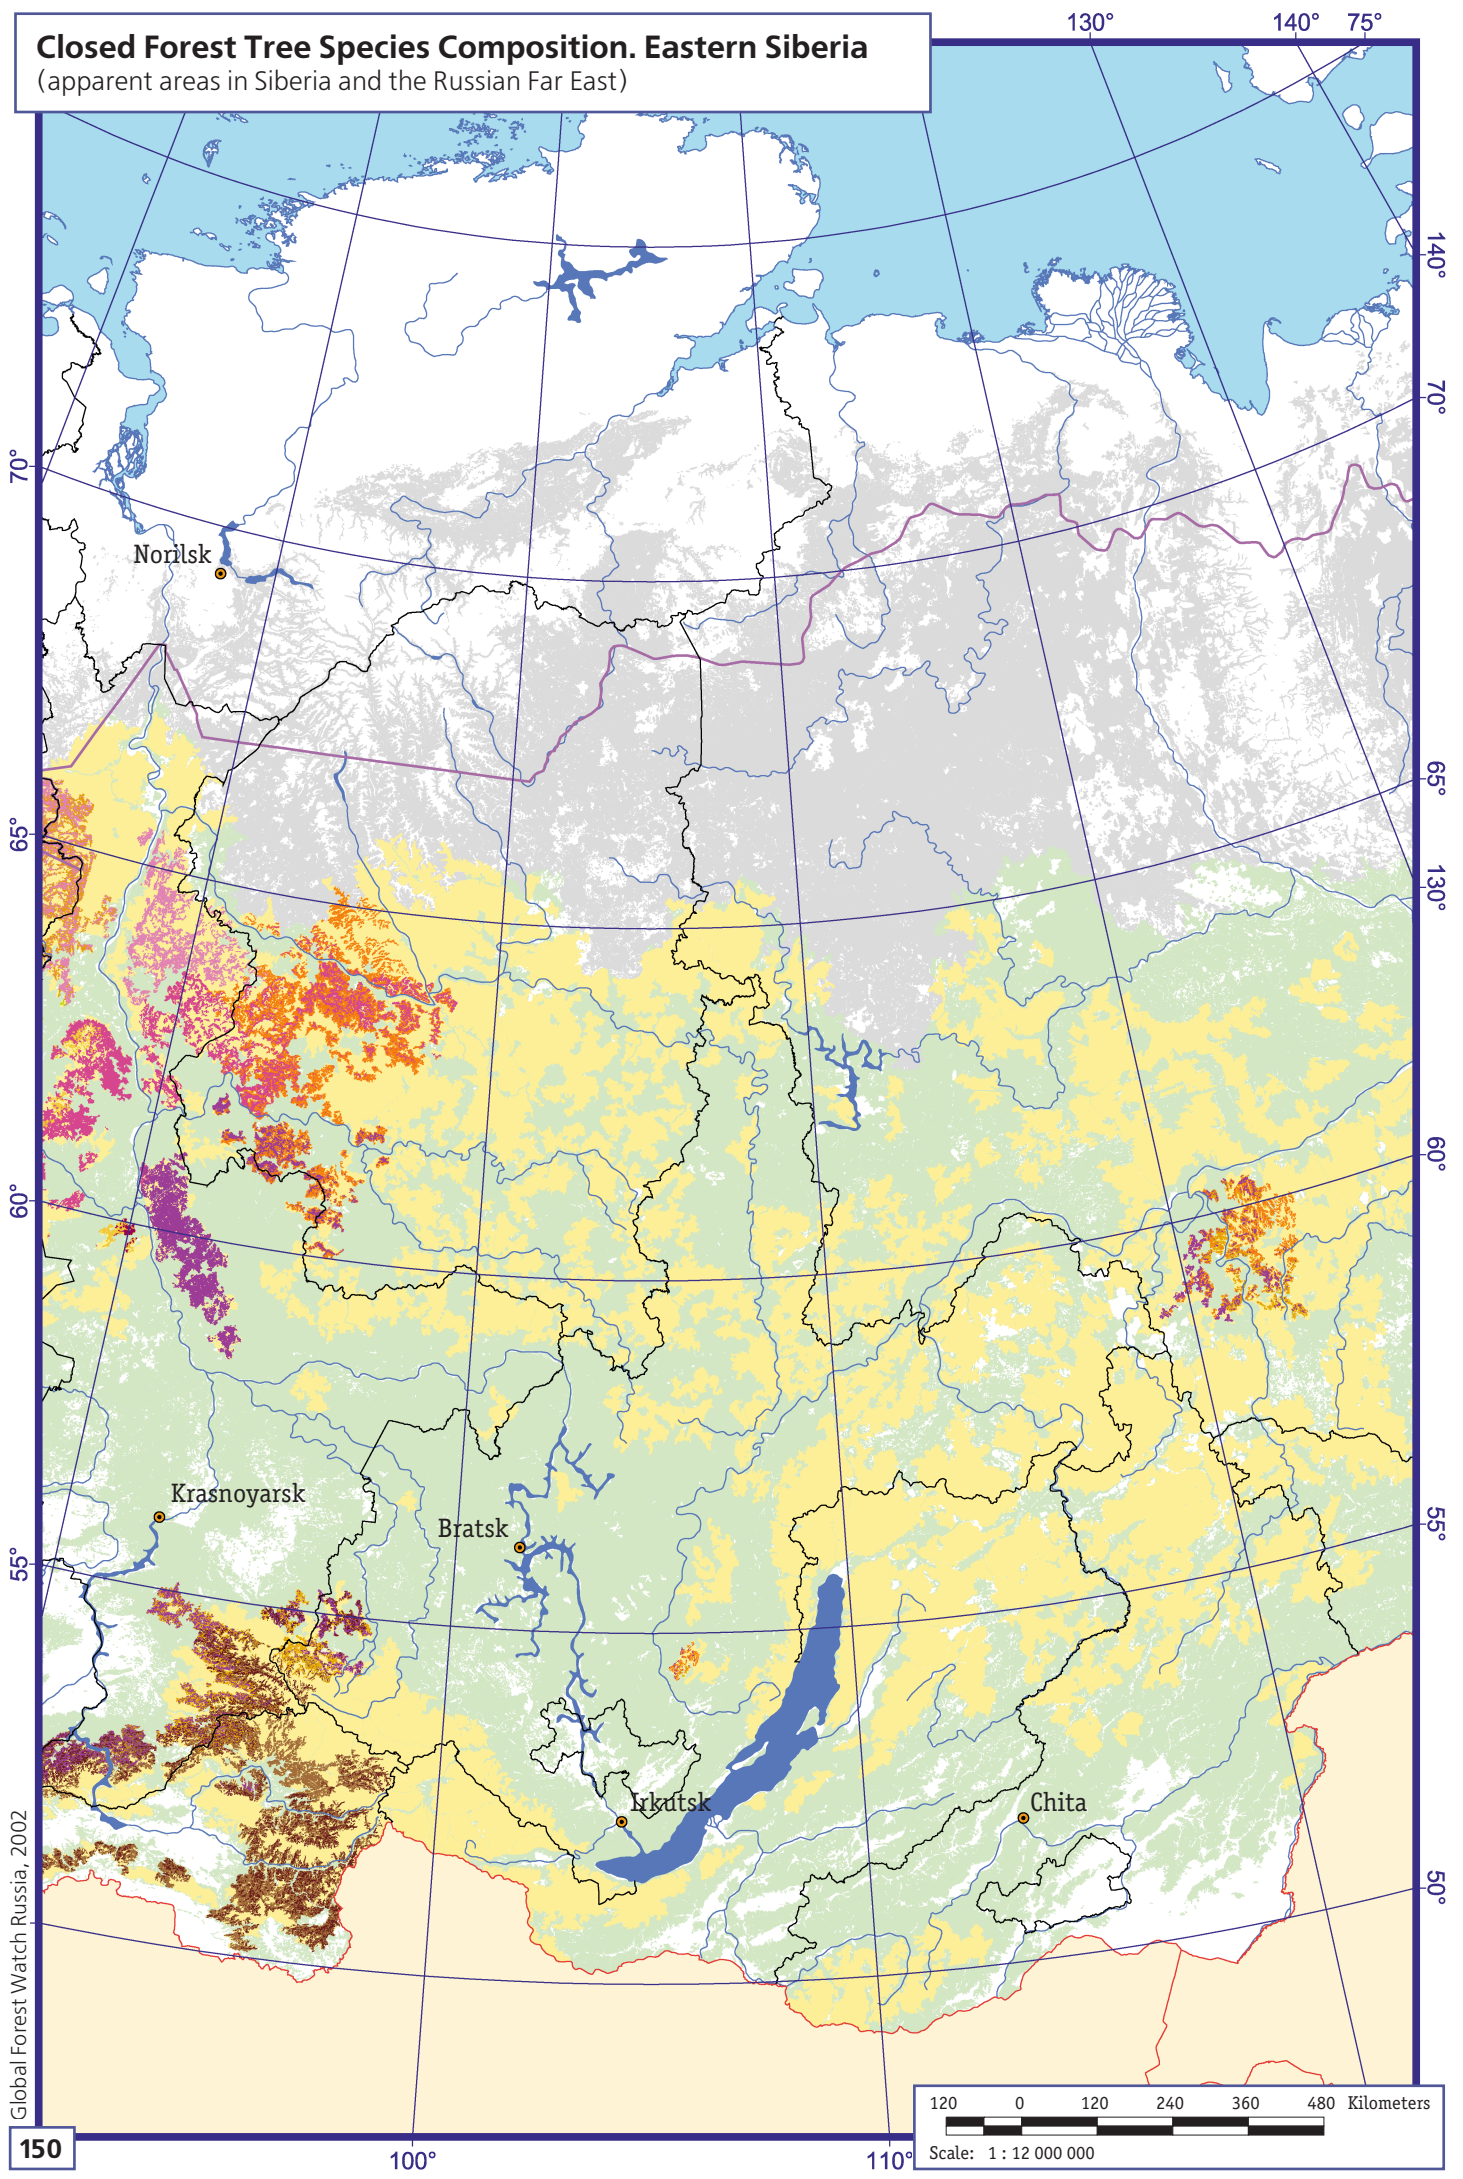 Closed Forest Tree Species Composition. Eastern Siberia
(apparent areas in Siberia and the Russian Far East)
130°
140°
75°
140°
70°
70°
Norilsk
65°
65°
130°
60°
60°
Krasnoyarsk
Bratsk
55°
55°
Irkutsk
Chita
50°
Global Forest Watch Russia, 2002
120 0 120 240 360 480 Kilometers
Scale: 1 : 12 000 000
150
100°
110°